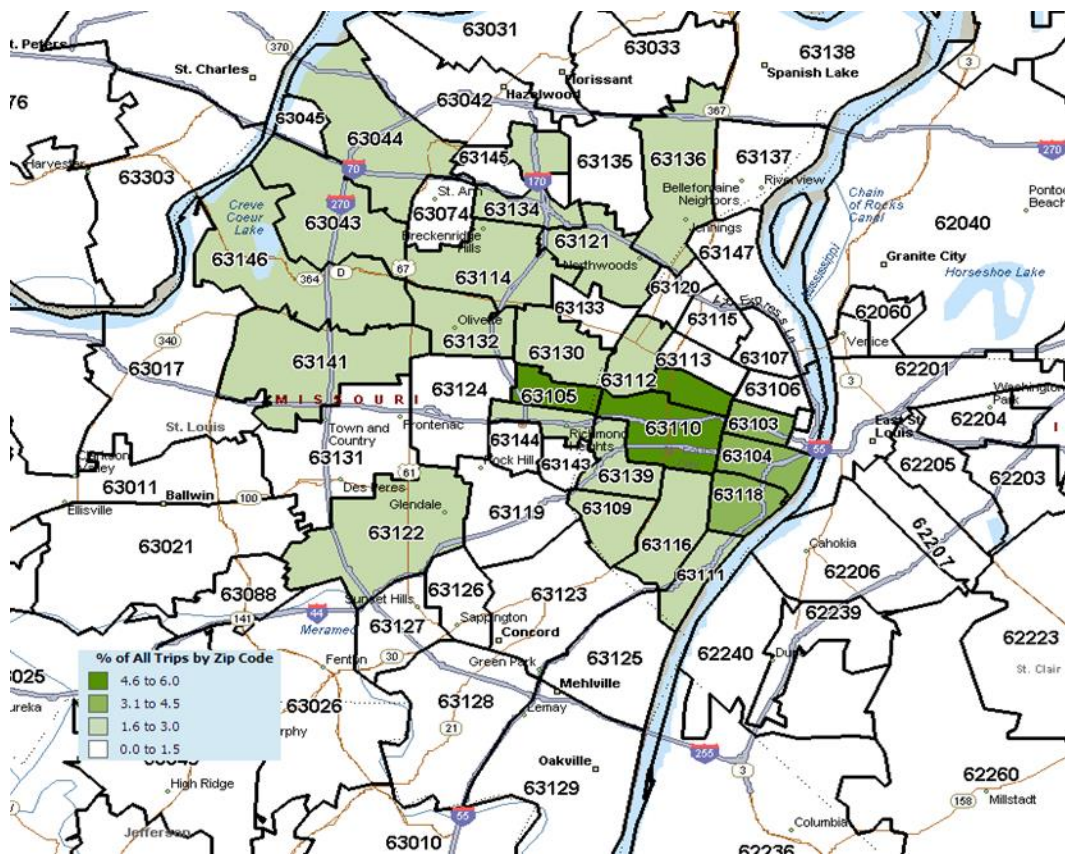 63031
63033
63138
3
t. Peters
370
St. Charles
Florissant
Spanish Lake
Hazelwood
76
63045
63042
367
63044
63145
63135
63136
63137
270
Harvester
63303
70
170
Riverview
St. Ann
Bellefontaine
Neighbors
Chain
of Rocks
Canal
Pontoo
Beach
270
63074
63134
Creve
Coeur
Lake
63043
Breckenridge
Hills
63121
Jennings
62040
63147
Granite City
63146
364
D
67
63114
Northwoods
Mississippi
Horseshoe Lake
63120
63133
63115
62060
Olivette
Venice
340
63132
63130
63113
63107
63017
63141
63112
62201
63124
63105
63106
3
Washington
Park
MISSOURI
63103
62204
St. Louis
Town and
Country
Frontenac
63110
East St.
Louis
I
Richmond
Heights
63144
63104
55
Clarkson
Valley
63131
61
Rock Hill
63143
62205
63011
Ballwin
100
Des Peres
63139
63118
62203
Ellisville
Glendale
63119
63109
63021
63122
63116
62207
Cahokia
63111
62206
63088
63126
63123
62239
141
44
Sunset Hills
Meramec
63127
Sappington
Concord
62223
% of All Trips by Zip Code
30
Green Park
63125
62240
Dupo
Fenton
St. Clair
4.6 to 6.0
3025
Mehlville
3.1 to 4.5
63128
ureka
63026
Lemay
1.6 to 3.0
21
rphy
0.0 to 1.5
255
Oakville
3
High Ridge
63129
62260
158
Millstadt
55
Jefferson
63010
Columbia
62236